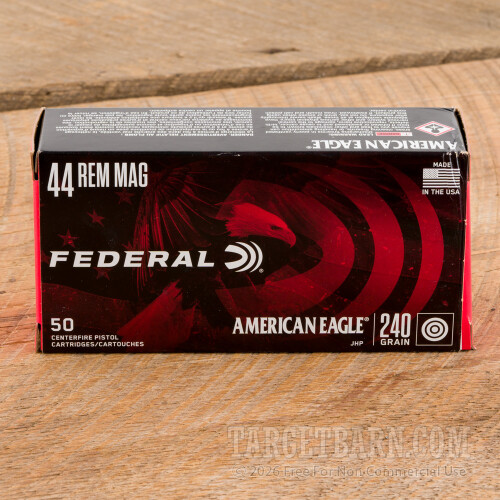 AMERICAN EAGLE
44 REM MAG
MADE
IN THE USA
FEDERAL
50
CENTERFIRE PISTOL
CARTRIDGES/CARTOUCHES
AMERICAN EAGLE®
JHP
240
GRAIN
TARGETBARN.COM
© 2026 Free For Non Commercial Use